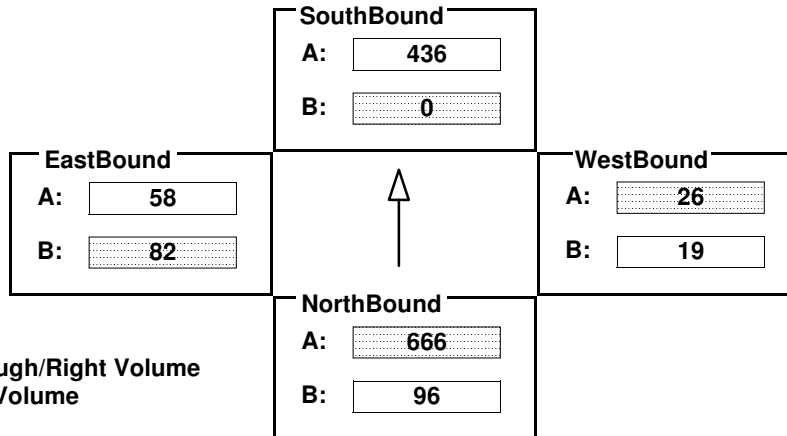 SouthBound
A: 436
B: 0
EastBound
A: 58
B: 82
WestBound
A: 26
B: 19
NorthBound
A: 666
B: 96
ugh/Right Volume
Volume